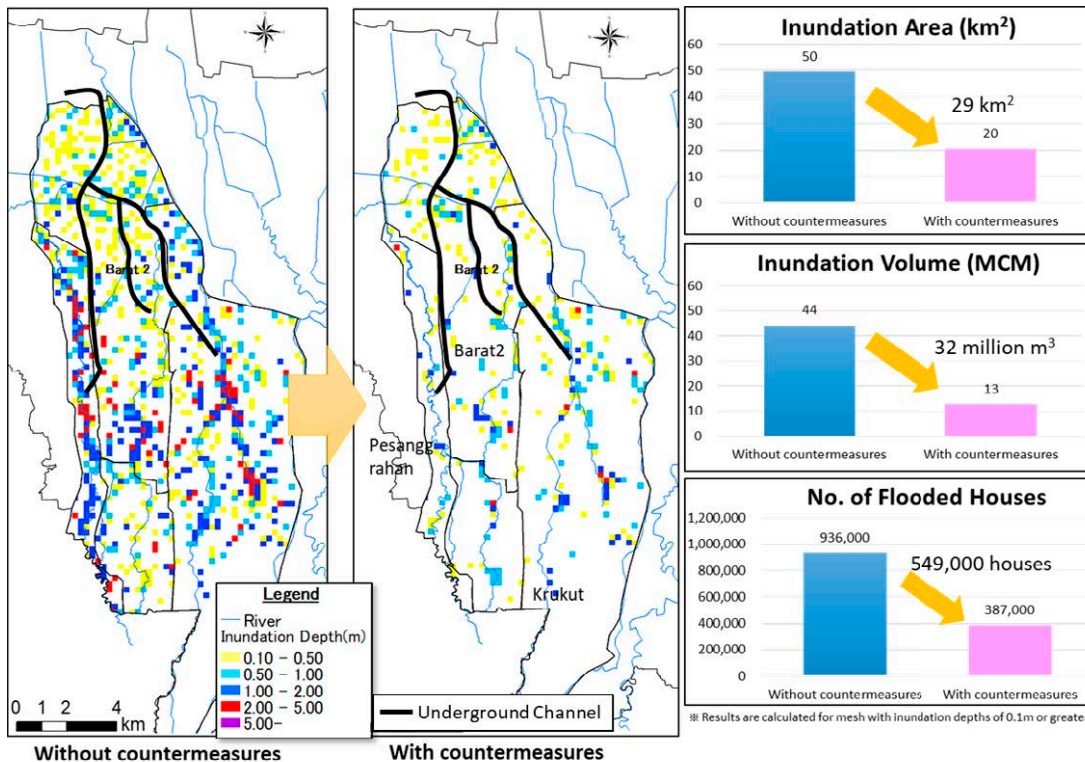 Barat 2
Legend
River
Inundation Depth(m)
0.10 - 0.50
0.50 - 1.00
1.00 - 2.00
2.00 - 5.00
5.00-
0 1 2 4
km
Without countermeasures
Barat 2
Barat2
Pesangg
rahan
Krukut
Underground Channel
With countermeasures
Inundation Area (km²)
60
50
40
30
20
10
0
50
29 km²
20
Without countermeasures
With countermeasures
Inundation Volume (MCM)
60
50
40
30
20
10
0
44
32 million m³
13
Without countermeasures
With countermeasures
No. of Flooded Houses
1,200,000
1,000,000
800,000
600,000
400,000
200,000
0
936,000
549,000 houses
387,000
Without countermeasures
With countermeasures
※ Results are calculated for mesh with inundation depths of 0.1m or greater